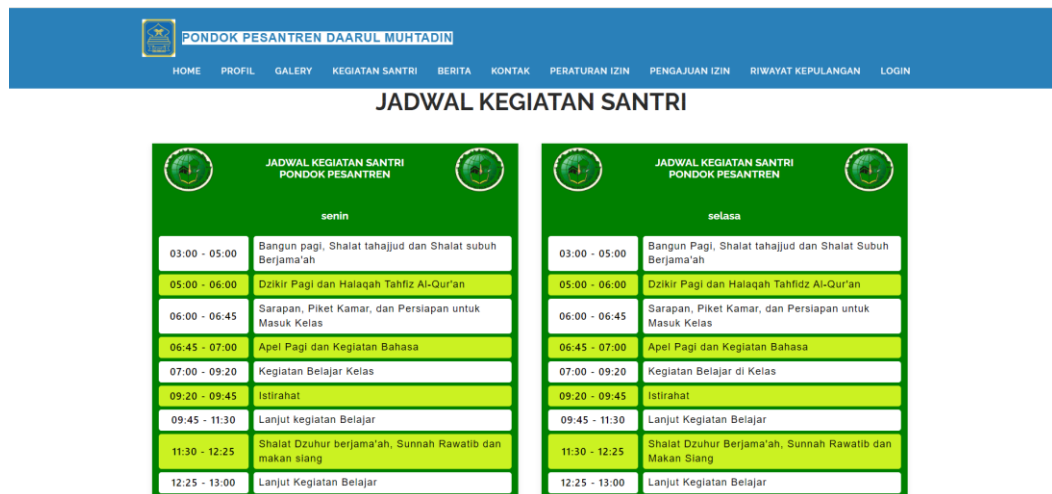 PONDOK PESANTREN DAARUL MUHTADIN
HOME PROFIL GALERY KEGIATAN SANTRI BERITA KONTAK PERATURAN IZIN PENGAJUAN IZIN RIWAYAT KEPULANGAN LOGIN
JADWAL KEGIATAN SANTRI
JADWAL KEGIATAN SANTRI
PONDOK PESANTREN
senin
03:00 - 05:00 Bangun pagi, Shalat tahajjud dan Shalat subuh
Berjama'ah
05:00 - 06:00 Dzikir Pagi dan Halaqah Tahfiz Al-Qur'an
06:00 - 06:45 Sarapan, Piket Kamar, dan Persiapan untuk
Masuk Kelas
06:45 - 07:00 Apel Pagi dan Kegiatan Bahasa
07:00 - 09:20 Kegiatan Belajar Kelas
09:20 - 09:45 Istirahat
09:45 - 11:30 Lanjut kegiatan Belajar
11:30 - 12:25 Shalat Dzuhur berjama'ah, Sunnah Rawatib dan
makan siang
12:25 - 13:00 Lanjut Kegiatan Belajar
JADWAL KEGIATAN SANTRI
PONDOK PESANTREN
selasa
03:00 - 05:00 Bangun Pagi, Shalat tahajjud dan Shalat Subuh
Berjama'ah
05:00 - 06:00 Dzikir Pagi dan Halaqah Tahfidz Al-Qur'an
06:00 - 06:45 Sarapan, Piket Kamar, dan Persiapan untuk
Masuk Kelas
06:45 - 07:00 Apel Pagi dan Kegiatan Bahasa
07:00 - 09:20 Kegiatan Belajar di Kelas
09:20 - 09:45 Istirahat
09:45 - 11:30 Lanjut Kegiatan Belajar
11:30 - 12:25 Shalat Dzuhur Berjama'ah, Sunnah Rawatib dan
Makan Siang
12:25 - 13:00 Lanjut Kegiatan Belajar